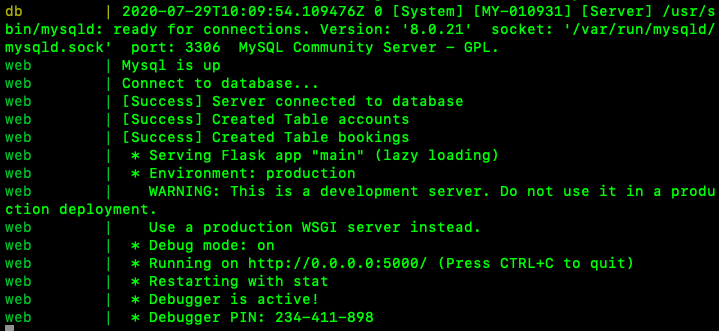 db         | 2020-07-29T10:09:54.109476Z 0 [System] [MY-010931] [Server] /usr/s
bin/mysqld: ready for connections. Version: '8.0.21'  socket: '/var/run/mysqld/
mysqld.sock'  port: 3306  MySQL Community Server - GPL.
web        | Mysql is up
web        | Connect to database...
web        | [Success] Server connected to database
web        | [Success] Created Table accounts
web        | [Success] Created Table bookings
web        |  * Serving Flask app "main" (lazy loading)
web        |  * Environment: production
web        |    WARNING: This is a development server. Do not use it in a produ
ction deployment.
web        |    Use a production WSGI server instead.
web        |  * Debug mode: on
web        |  * Running on http://0.0.0.0:5000/ (Press CTRL+C to quit)
web        |  * Restarting with stat
web        |  * Debugger is active!
web        |  * Debugger PIN: 234-411-898